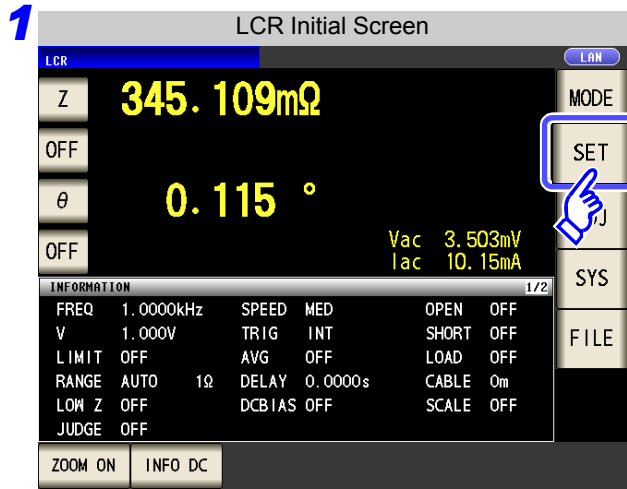 1
LCR Initial Screen
LCR
LAN
Z
345.109mΩ
MODE
OFF
SET
θ
0.115 °
J
OFF
Vac 3.503mV
Iac 10.15mA
SYS
INFORMATION 1/2
FREQ 1.0000kHz SPEED MED OPEN OFF
V 1.000V TRIG INT SHORT OFF
FILE
LIMIT OFF AVG OFF LOAD OFF
RANGE AUTO 1Ω DELAY 0.0000s CABLE 0m
LOW Z OFF DCBIAS OFF SCALE OFF
JUDGE OFF
ZOOM ON INFO DC